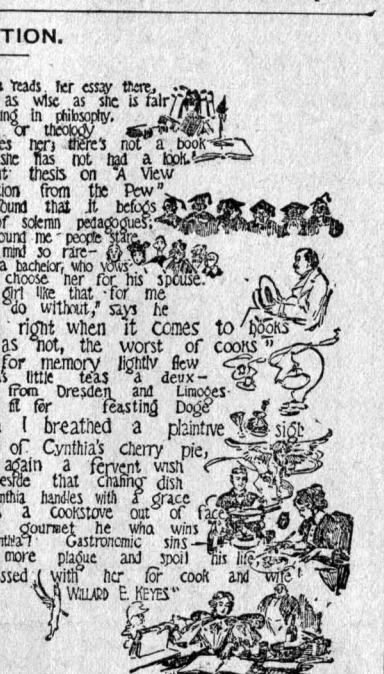 TION.
reads her essay there,
as wise as she is fair
ing in philosophy,
or theology
es her; there's not a book
she has not had a look.
thesis on "A View
ion from the Pew"
ound that it befogs
of solemn pedagogues;
ound me people stare
mind so rare—
a bachelor, who vows
choose her for his spouse.
girl like that for me
do without," says he
right when it comes to books
as not, the worst of cooks"
for memory lightly flew
s little teas a deux—
from Dresden and Limoges
fit for feasting Doge
I breathed a plaintive sigh
of Cynthia's cherry pie,
again a fervent wish
eside that chafing dish
nthia handles with a grace
s a cookstove out of face
gourmet he who wins
nthia! Gastronomic sins—
more plague and spoil his life,
ssed with her for cook and wife!
WILLARD E. KEYES"